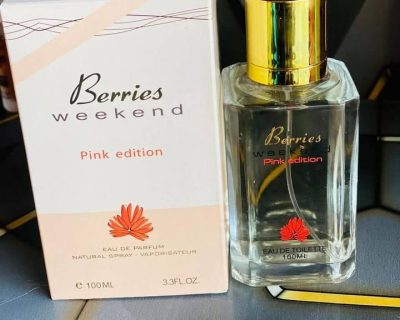 Berries
weekend
Pink edition
EAU DE PARFUM
NATURAL SPRAY - VAPORISATEUR
℮ 100ML 3.3FL.OZ.
Berries
weekend
Pink edition
EAU DE TOILETTE
100ML